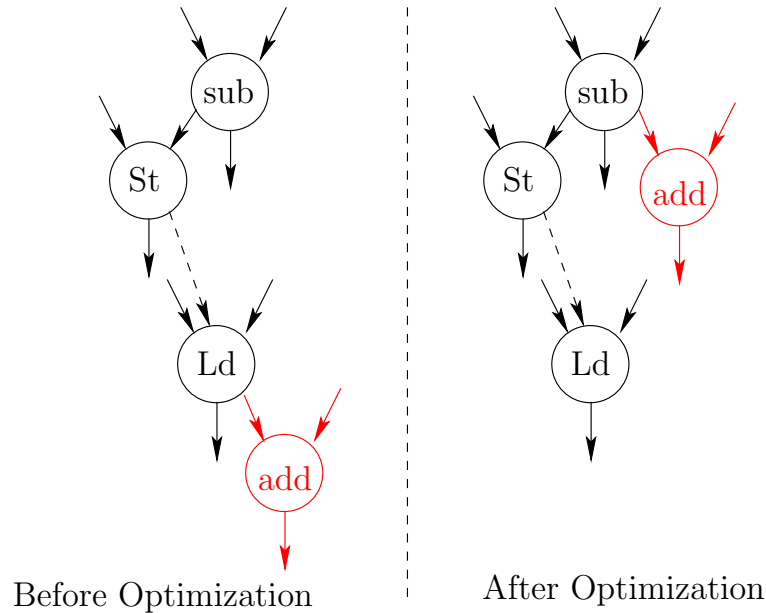 sub
St
Ld
add
Before Optimization
sub
St
add
Ld
After Optimization